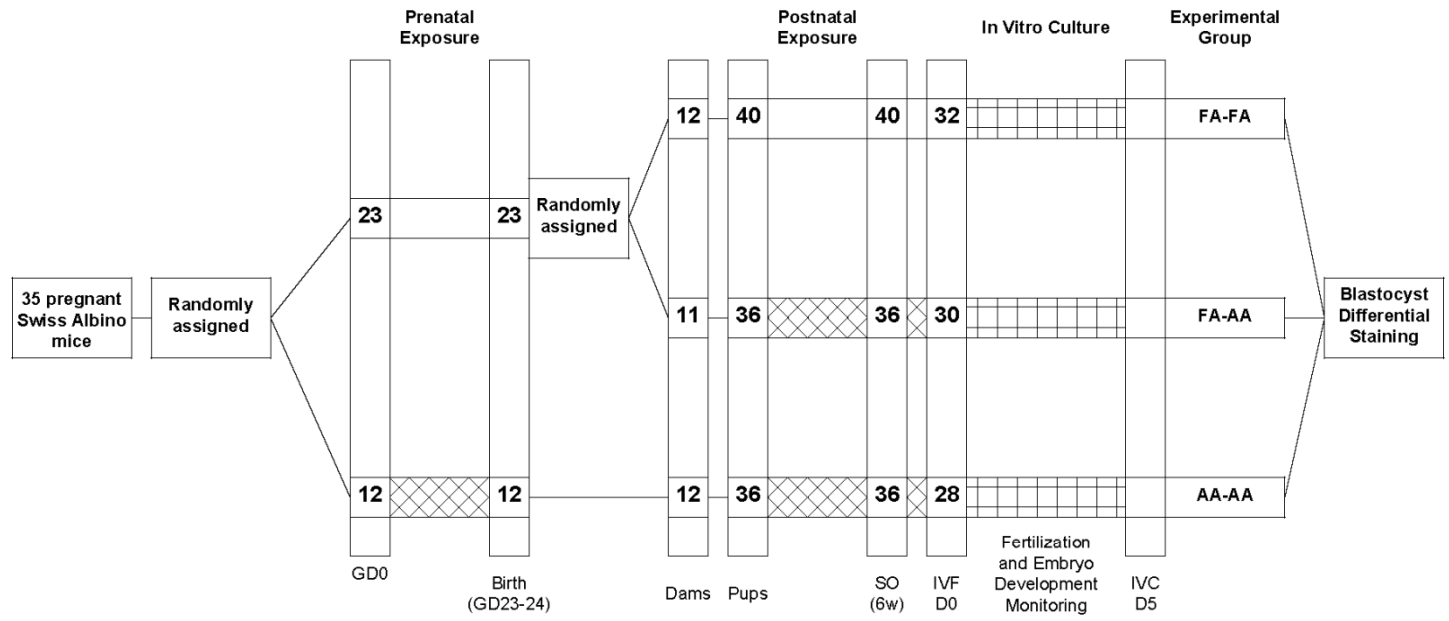 Prenatal
Exposure
Postnatal
Exposure
In Vitro Culture
Experimental
Group
12
40
40
32
FA-FA
23
23
Randomly
assigned
35 pregnant
Swiss Albino
mice
Randomly
assigned
11
36
36
30
FA-AA
Blastocyst
Differential
Staining
12
12
12
36
36
28
AA-AA
GD0
Birth
(GD23-24)
Dams
Pups
SO
(6w)
IVF
D0
Fertilization
and Embryo
Development
Monitoring
IVC
D5